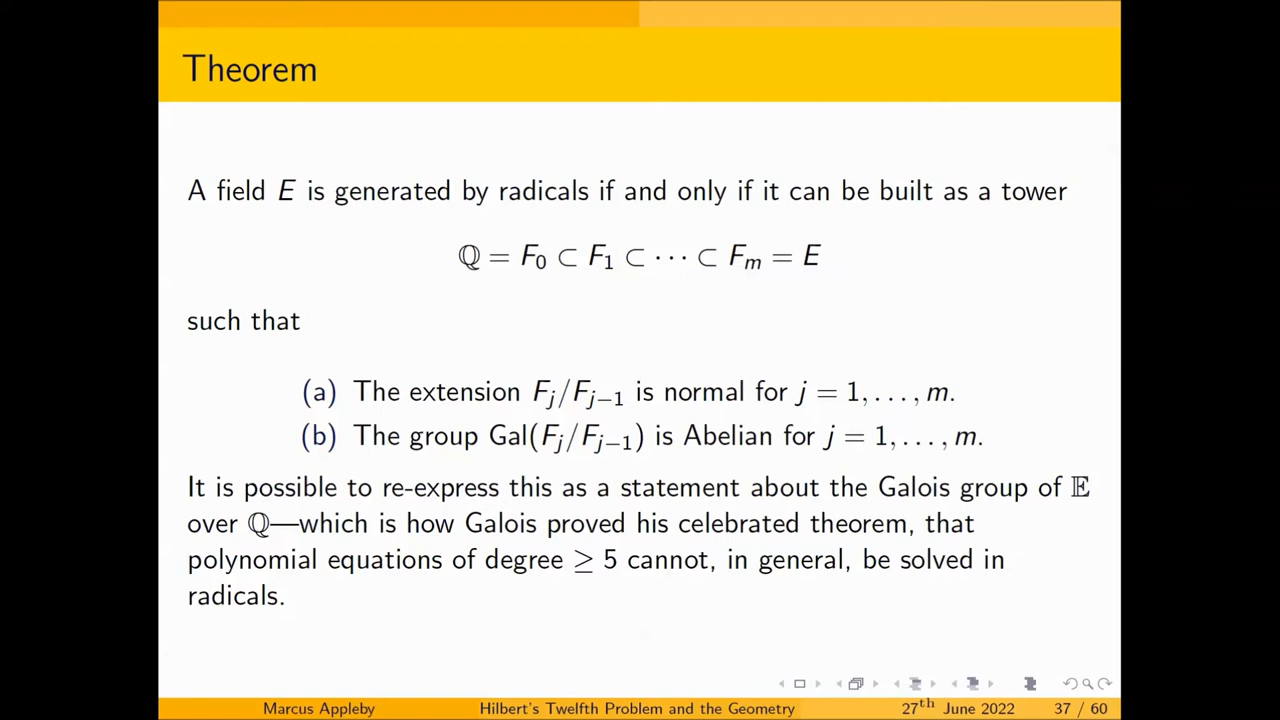 Theorem
A field E is generated by radicals if and only if it can be built as a tower
ℚ = F₀ ⊂ F₁ ⊂ ⋯ ⊂ Fₘ = E
such that
(a) The extension Fⱼ/Fⱼ₋₁ is normal for j = 1, . . . , m.
(b) The group Gal(Fⱼ/Fⱼ₋₁) is Abelian for j = 1, . . . , m.
It is possible to re-express this as a statement about the Galois group of 𝔼
over ℚ—which is how Galois proved his celebrated theorem, that
polynomial equations of degree ≥ 5 cannot, in general, be solved in
radicals.
Marcus Appleby Hilbert's Twelfth Problem and the Geometry 27th June 2022 37 / 60